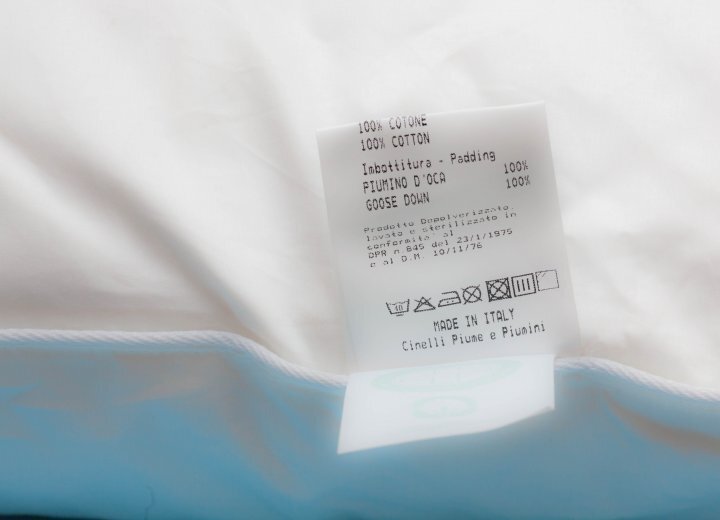 100% COTONE
100% COTTON
Imbottitura - Padding
PIUMINO D'OCA 100%
GOOSE DOWN 100%
Prodotto Depolverizzato,
lavato e sterilizzato in
conformita' al
DPR n.845 del 23/1/1975
e al D.M. 10/11/76
MADE IN ITALY
Cinelli Piume e Piumini